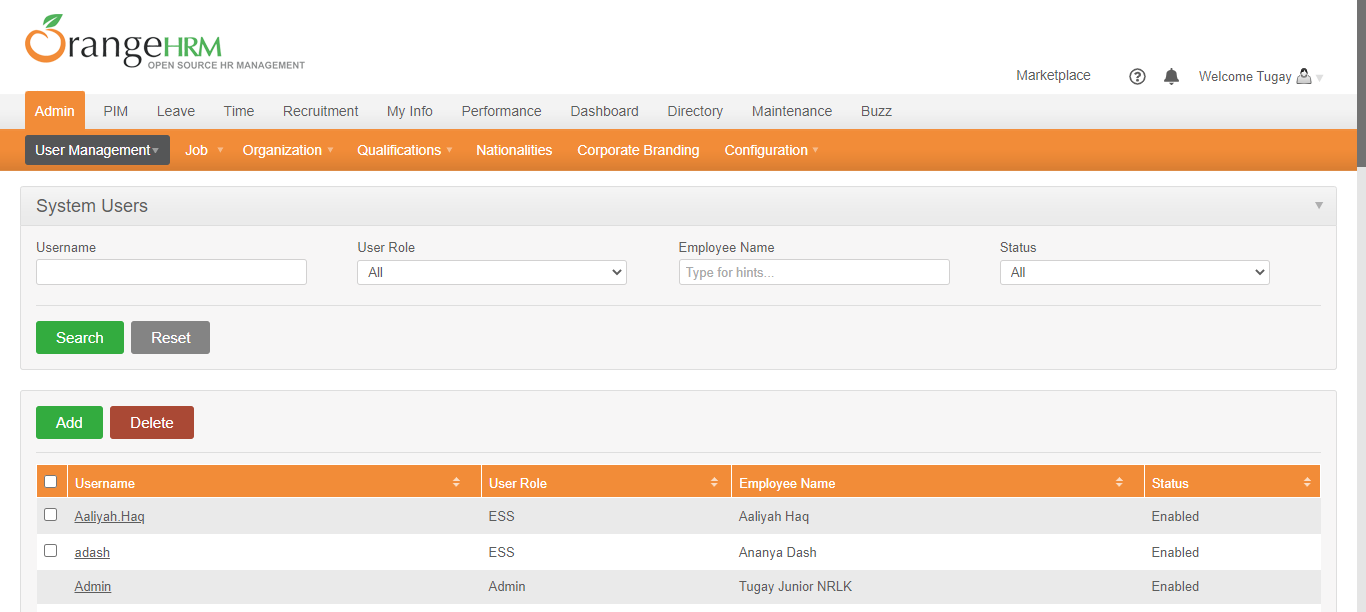 OrangeHRM
OPEN SOURCE HR MANAGEMENT
Marketplace ? Welcome Tugay
Admin PIM Leave Time Recruitment My Info Performance Dashboard Directory Maintenance Buzz
User Management Job Organization Qualifications Nationalities Corporate Branding Configuration
System Users
Username User Role Employee Name Status
All Type for hints... All
Search Reset
Add Delete
Username User Role Employee Name Status
Aaliyah.Haq ESS Aaliyah Haq Enabled
adash ESS Ananya Dash Enabled
Admin Admin Tugay Junior NRLK Enabled